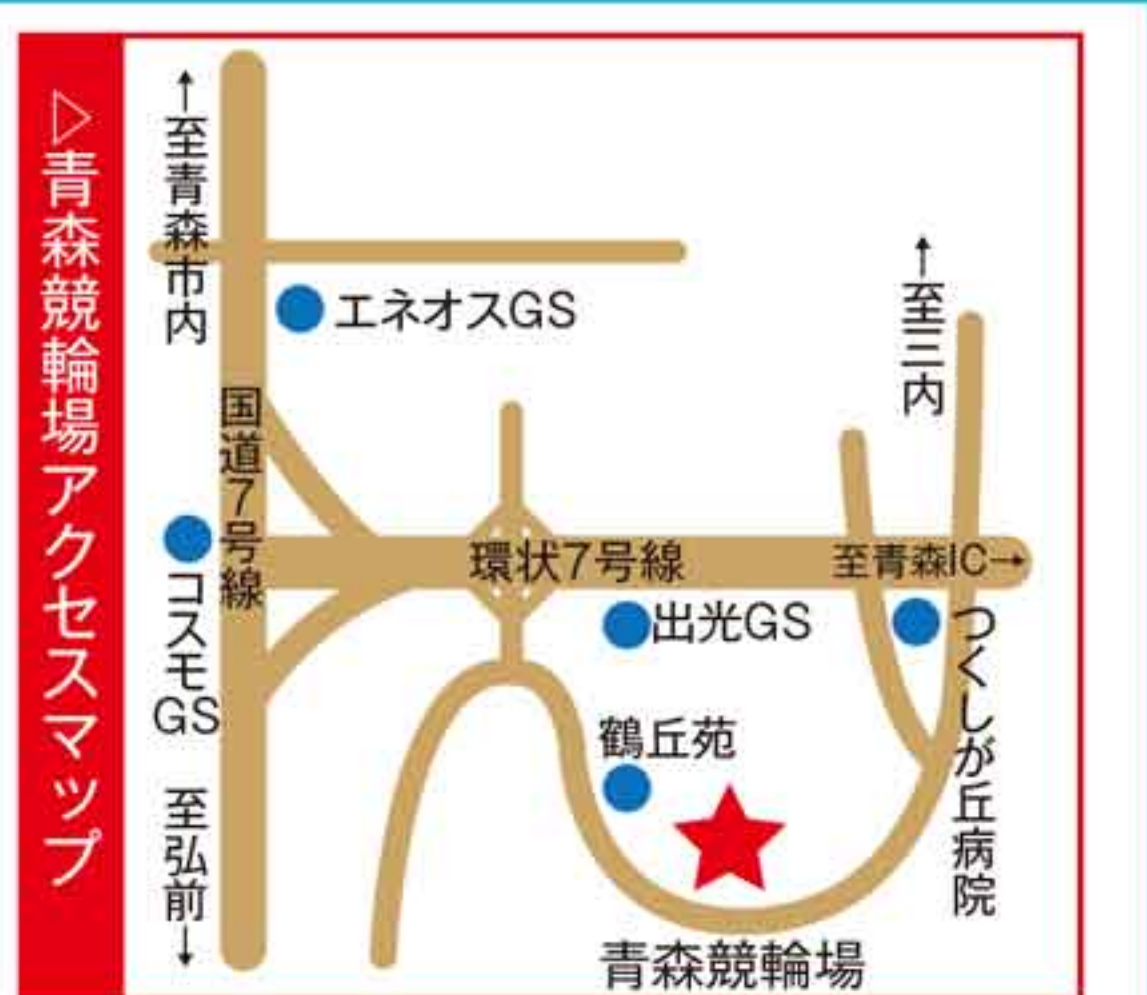 ▷青森競輪場アクセスマップ
↑至青森市内
エネオスGS
↑至三内
国道7号線
環状7号線
至青森IC→
コスモGS
出光GS
つくしが丘病院
鶴丘苑
至弘前↓
青森競輪場